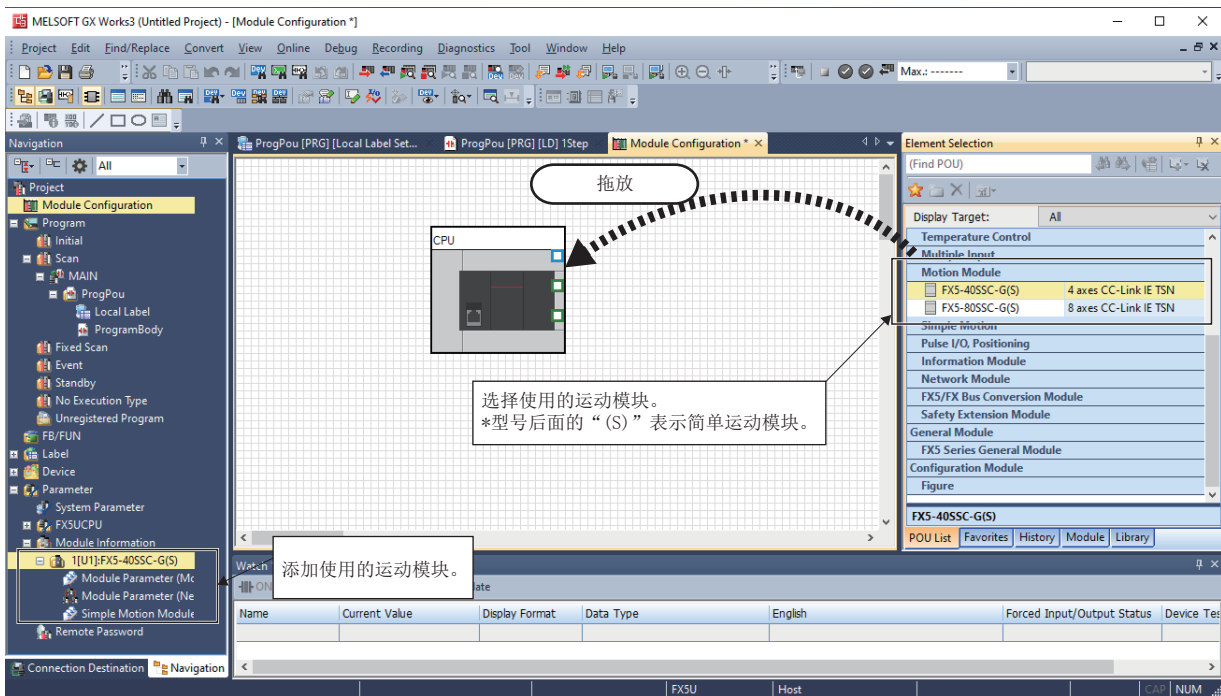 MELSOFT GX Works3 (Untitled Project) - [Module Configuration *]
Project Edit Find/Replace Convert View Online Debug Recording Diagnostics Tool Window Help
Max.: -------
Navigation
All
Project
Module Configuration
Program
Initial
Scan
MAIN
ProgPou
Local Label
ProgramBody
Fixed Scan
Event
Standby
No Execution Type
Unregistered Program
FB/FUN
Label
Device
Parameter
System Parameter
FX5UCPU
Module Information
1[U1]:FX5-40SSC-G(S)
Module Parameter (Mo
Module Parameter (Ne
Simple Motion Module
Remote Password
Connection Destination Navigation
ProgPou [PRG] [Local Label Set... ProgPou [PRG] [LD] 1Step Module Configuration *
拖放
CPU
选择使用的运动模块。
*型号后面的“(S)”表示简单运动模块。
添加使用的运动模块。
Element Selection
(Find POU)
Display Target: All
Temperature Control
Multiple Input
Motion Module
FX5-40SSC-G(S) 4 axes CC-Link IE TSN
FX5-80SSC-G(S) 8 axes CC-Link IE TSN
Simple Motion
Pulse I/O, Positioning
Information Module
Network Module
FX5/FX Bus Conversion Module
Safety Extension Module
General Module
FX5 Series General Module
Configuration Module
Figure
FX5-40SSC-G(S)
POU List Favorites History Module Library
Watch
ON
Name Current Value Display Format Data Type English Forced Input/Output Status Device Tes
FX5U Host CAP NUM